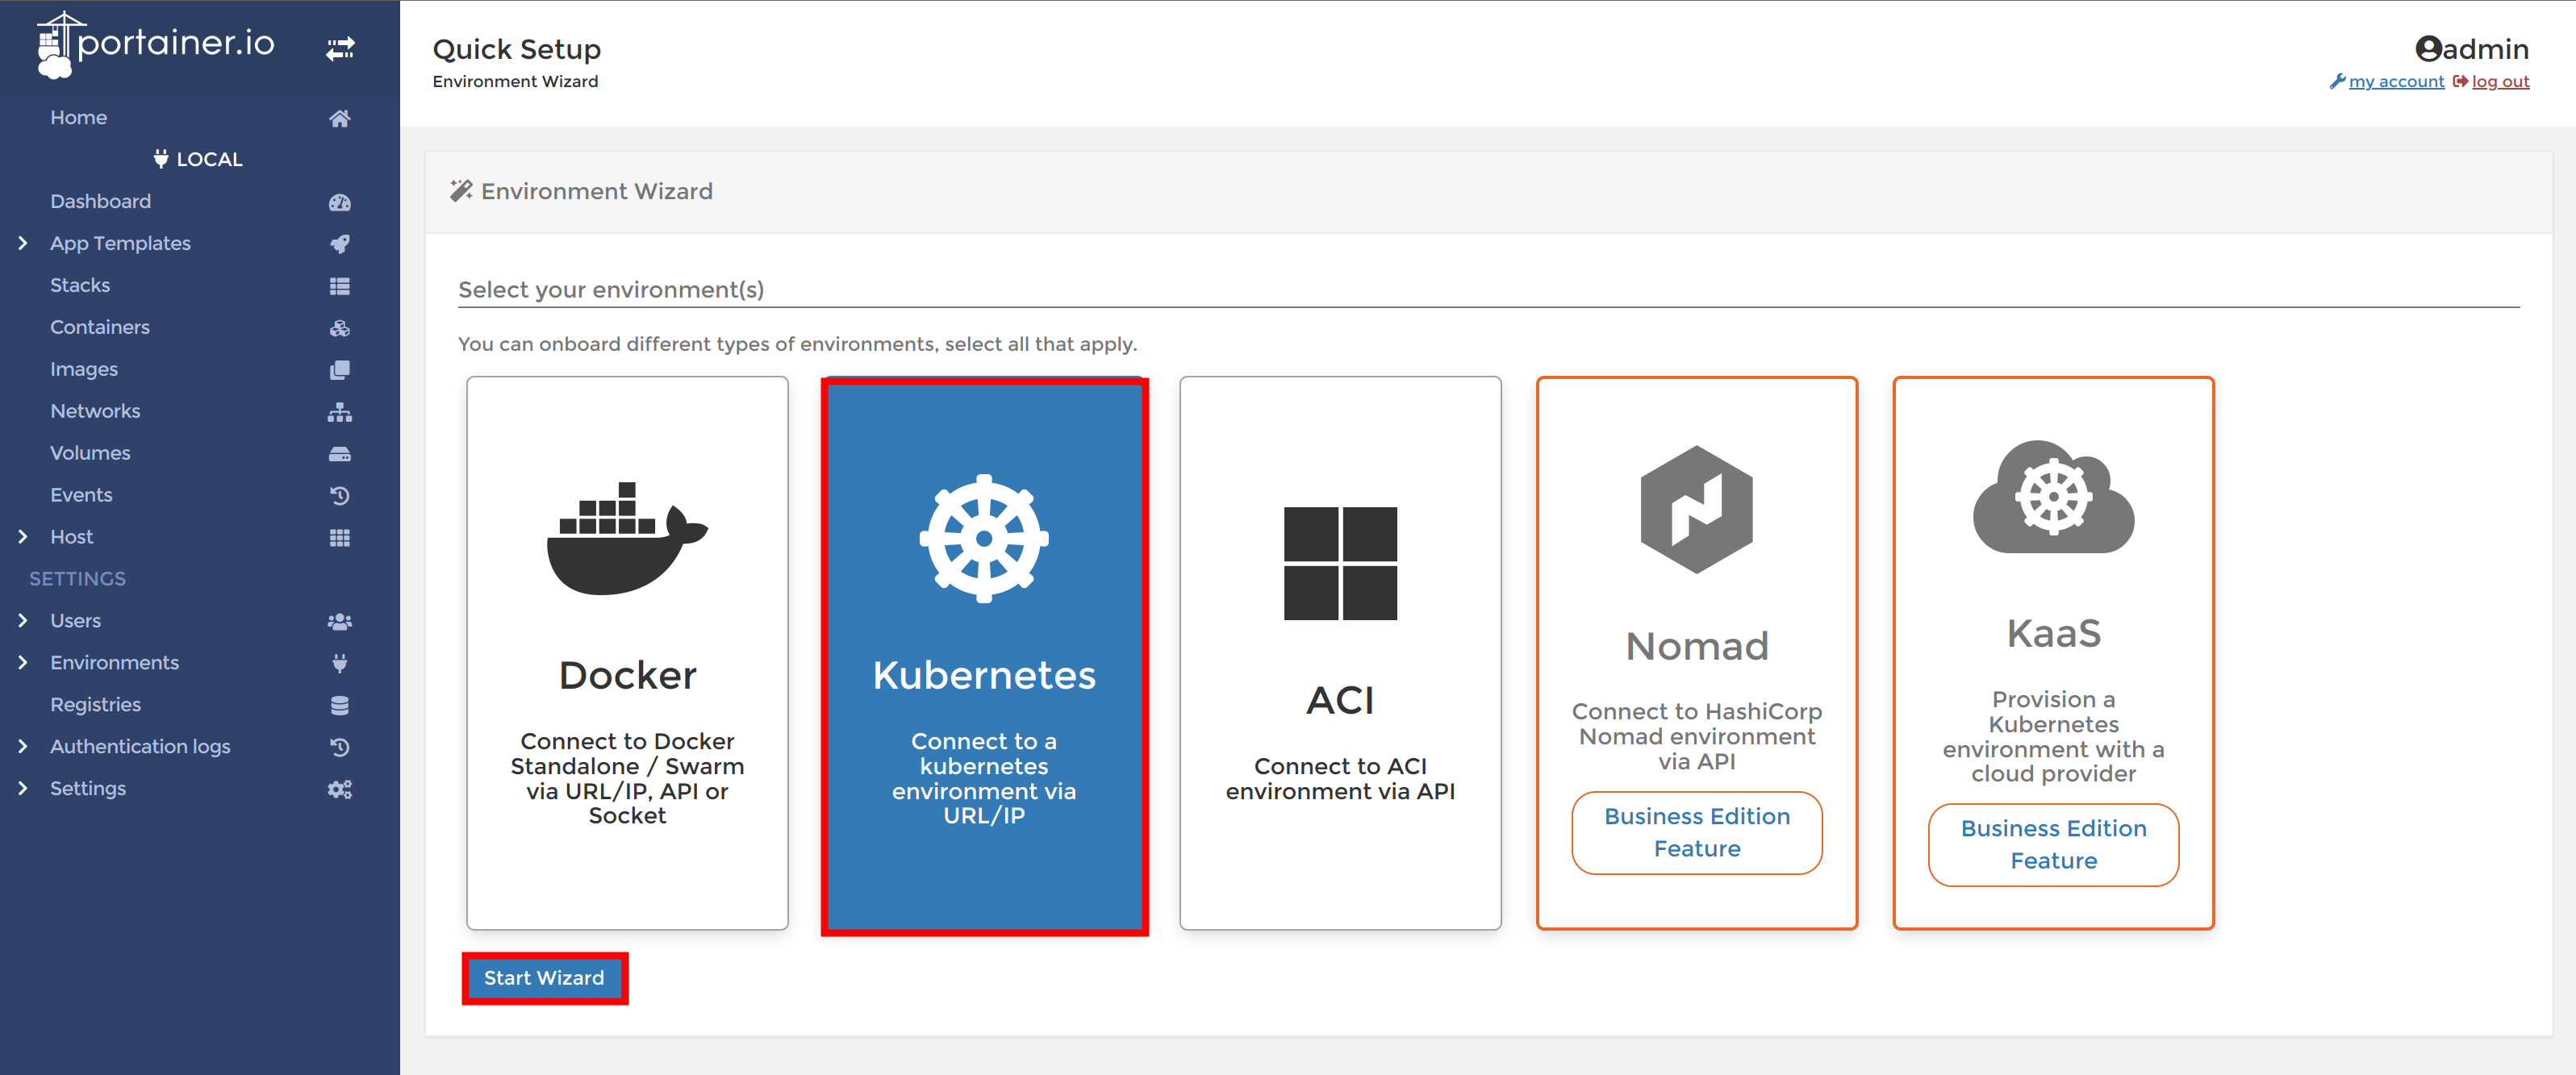 portainer.io
Home
LOCAL
Dashboard
App Templates
Stacks
Containers
Images
Networks
Volumes
Events
Host
SETTINGS
Users
Environments
Registries
Authentication logs
Settings
Quick Setup
Environment Wizard
admin
my account log out
Environment Wizard
Select your environment(s)
You can onboard different types of environments, select all that apply.
Docker
Connect to Docker
Standalone / Swarm
via URL/IP, API or
Socket
Kubernetes
Connect to a
kubernetes
environment via
URL/IP
ACI
Connect to ACI
environment via API
Nomad
Connect to HashiCorp
Nomad environment
via API
Business Edition
Feature
KaaS
Provision a
Kubernetes
environment with a
cloud provider
Business Edition
Feature
Start Wizard